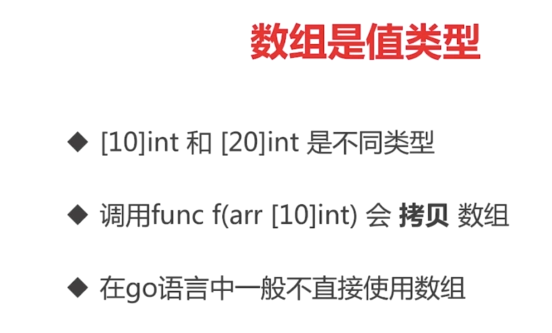 数组是值类型
◆ [10]int 和 [20]int 是不同类型
◆ 调用func f(arr [10]int) 会 拷贝 数组
◆ 在go语言中一般不直接使用数组